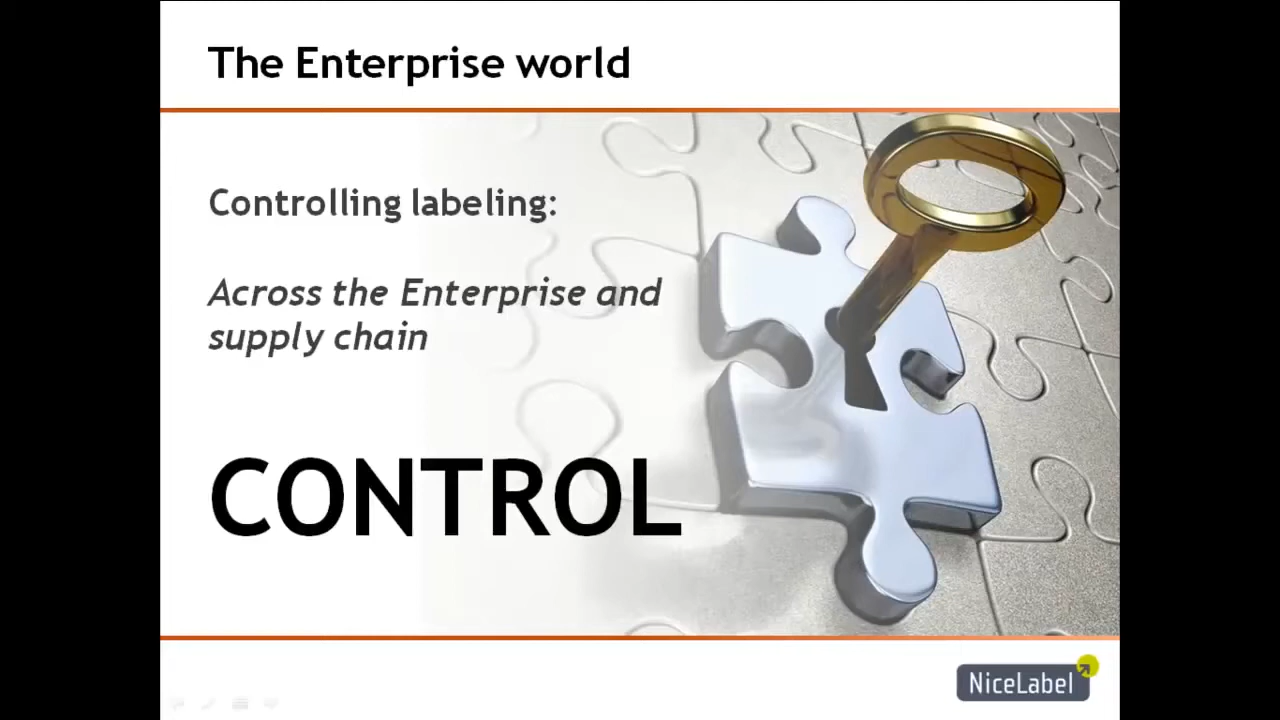 The Enterprise world
Controlling labeling:
Across the Enterprise and
supply chain
CONTROL
NiceLabel